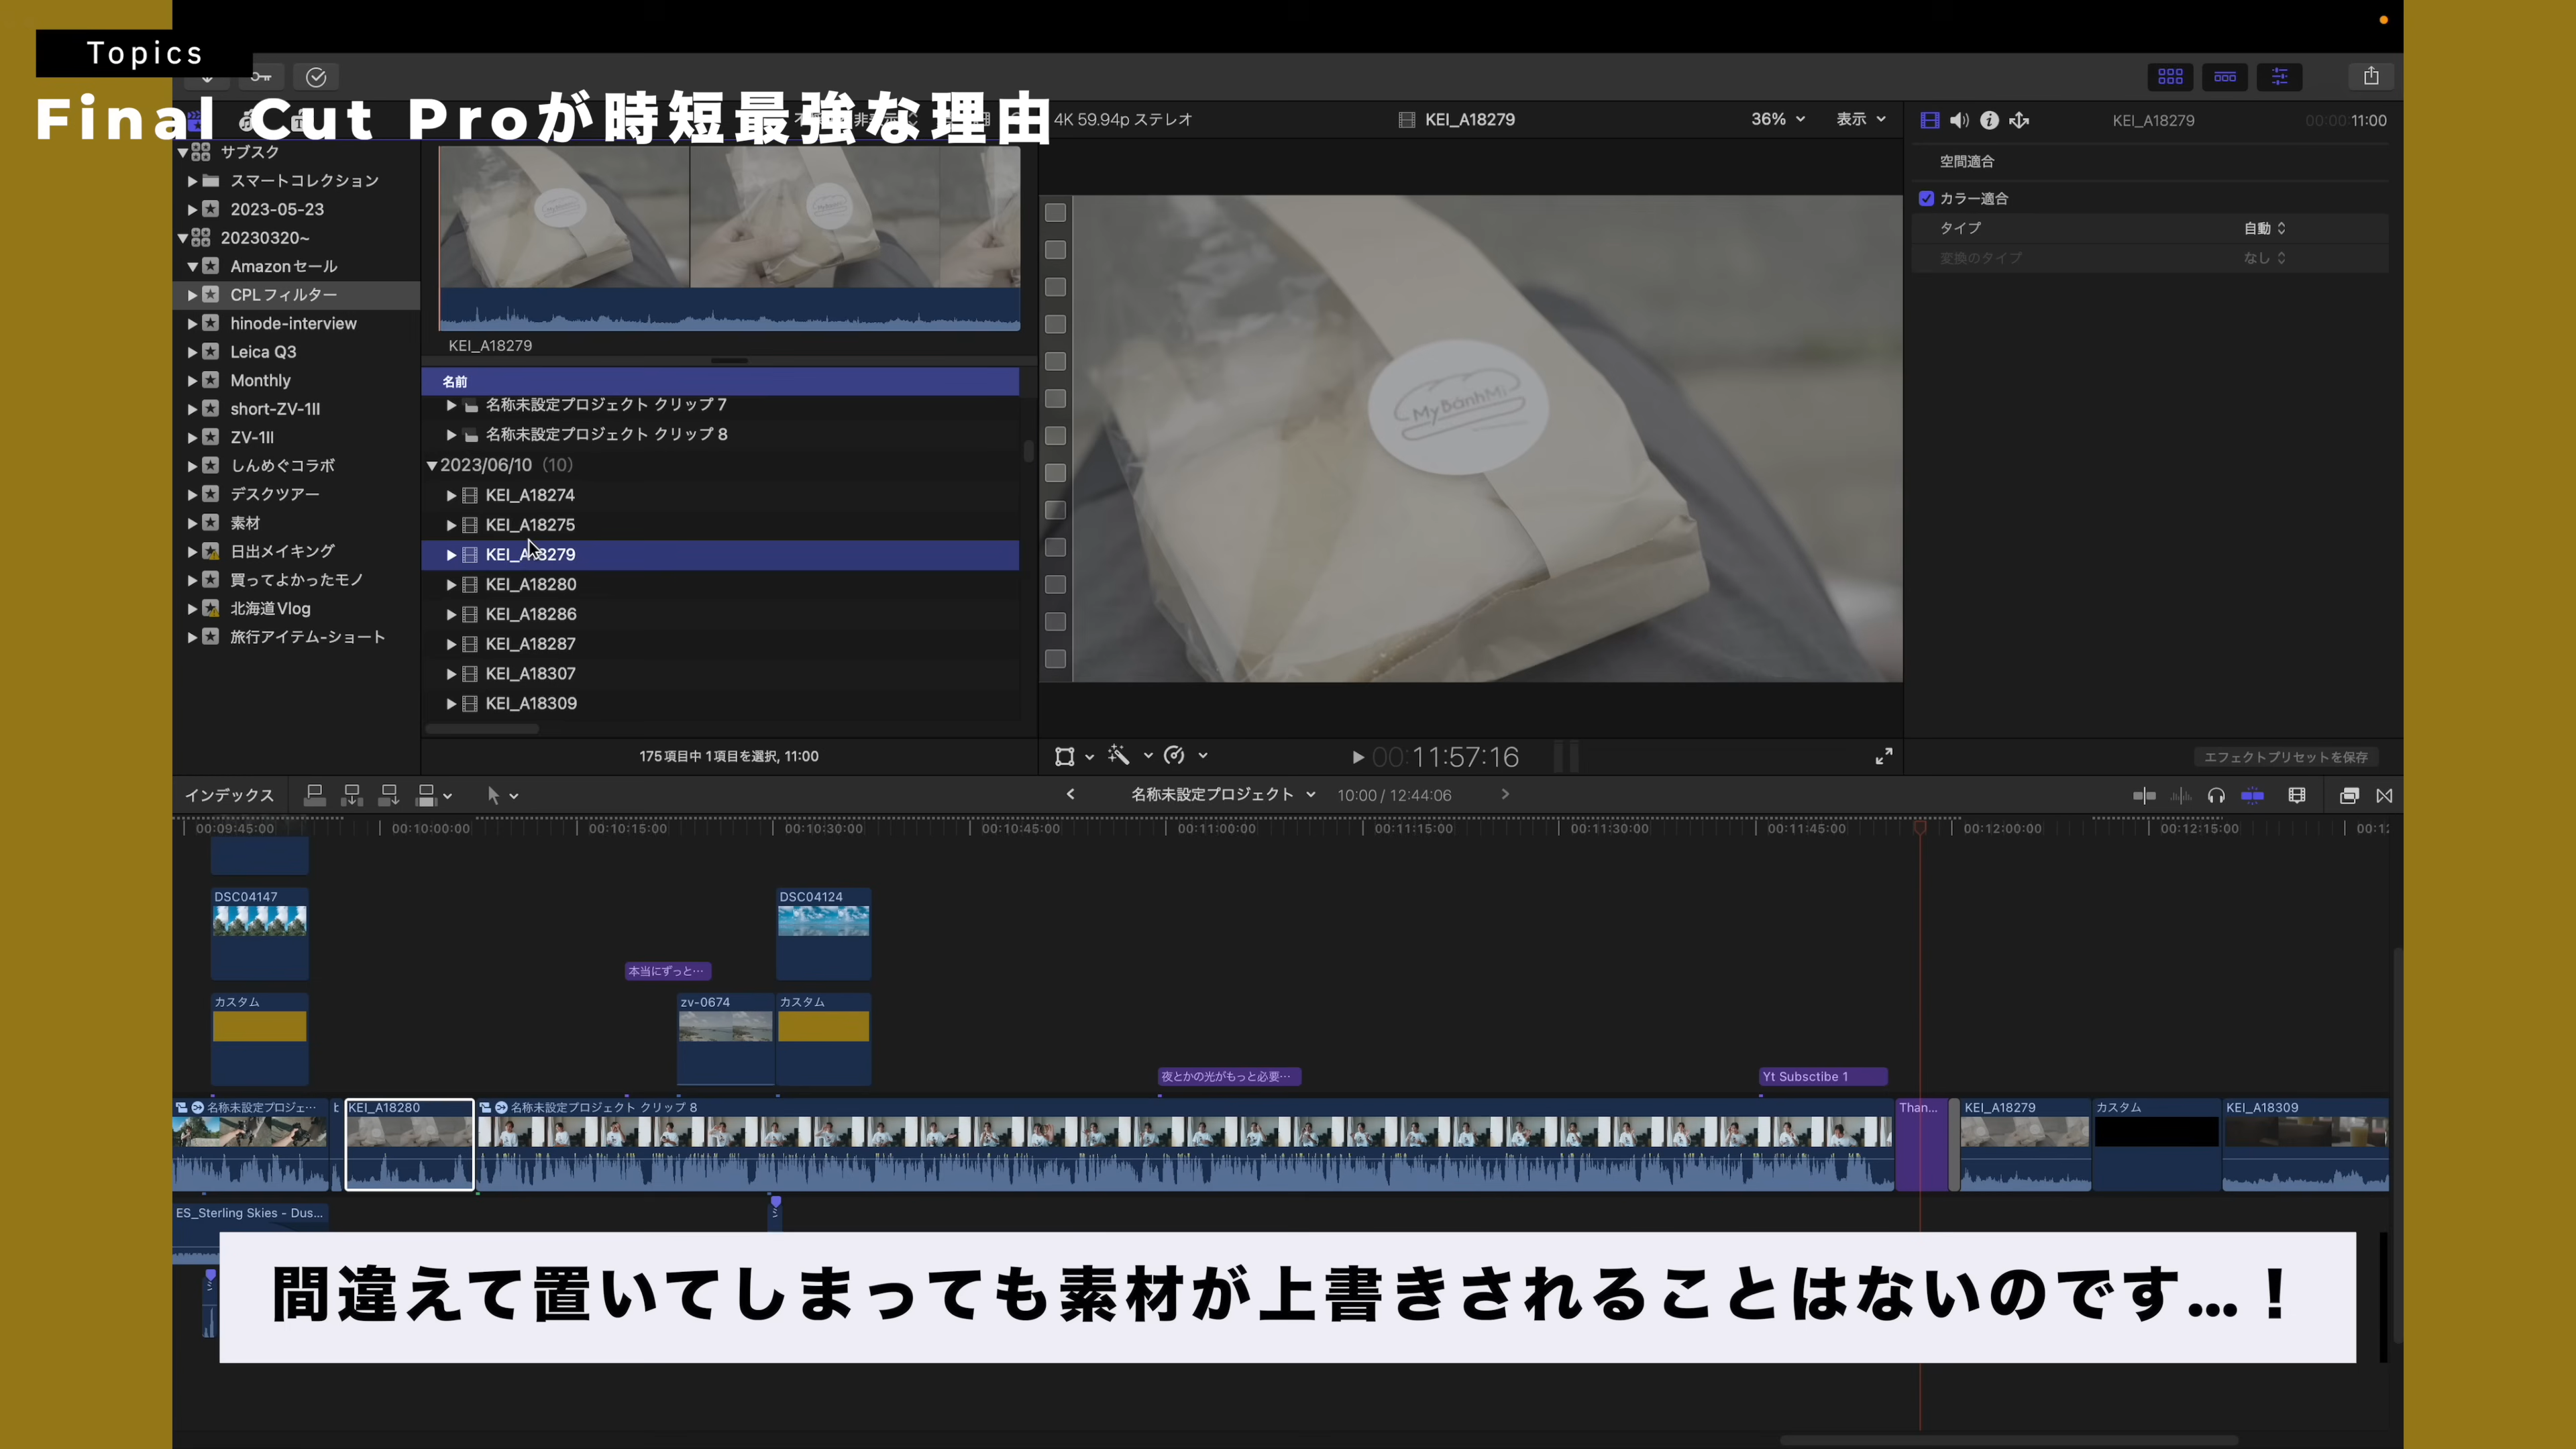 Topics
Final Cut Proが時短最強な理由
4K 59.94p ステレオ
KEI_A18279
36%
表示
KEI_A18279
00:00:11:00
サブスク
スマートコレクション
2023-05-23
20230320~
Amazonセール
CPLフィルター
hinode-interview
Leica Q3
Monthly
short-ZV-1II
ZV-1II
しんめぐコラボ
デスクツアー
素材
日出メイキング
買ってよかったモノ
北海道Vlog
旅行アイテム-ショート
KEI_A18279
名前
名称未設定プロジェクト クリップ 7
名称未設定プロジェクト クリップ 8
2023/06/10 (10)
KEI_A18274
KEI_A18275
KEI_A18279
KEI_A18280
KEI_A18286
KEI_A18287
KEI_A18307
KEI_A18309
175項目中 1項目を選択, 11:00
MyBánhMì
空間適合
カラー適合
タイプ
自動
変換のタイプ
なし
00:11:57:16
エフェクトプリセットを保存
インデックス
名称未設定プロジェクト
10:00 / 12:44:06
00:09:45:00
00:10:00:00
00:10:15:00
00:10:30:00
00:10:45:00
00:11:00:00
00:11:15:00
00:11:30:00
00:11:45:00
00:12:00:00
00:12:15:00
00:12
DSC04147
DSC04124
本当にずっと…
カスタム
zv-0674
カスタム
夜とかの光がもっと必要…
Yt Subsctibe 1
名称未設定プロジェ…
KEI_A18280
名称未設定プロジェクト クリップ 8
Than...
KEI_A18279
カスタム
KEI_A18309
ES_Sterling Skies - Dus...
間違えて置いてしまっても素材が上書きされることはないのです...！